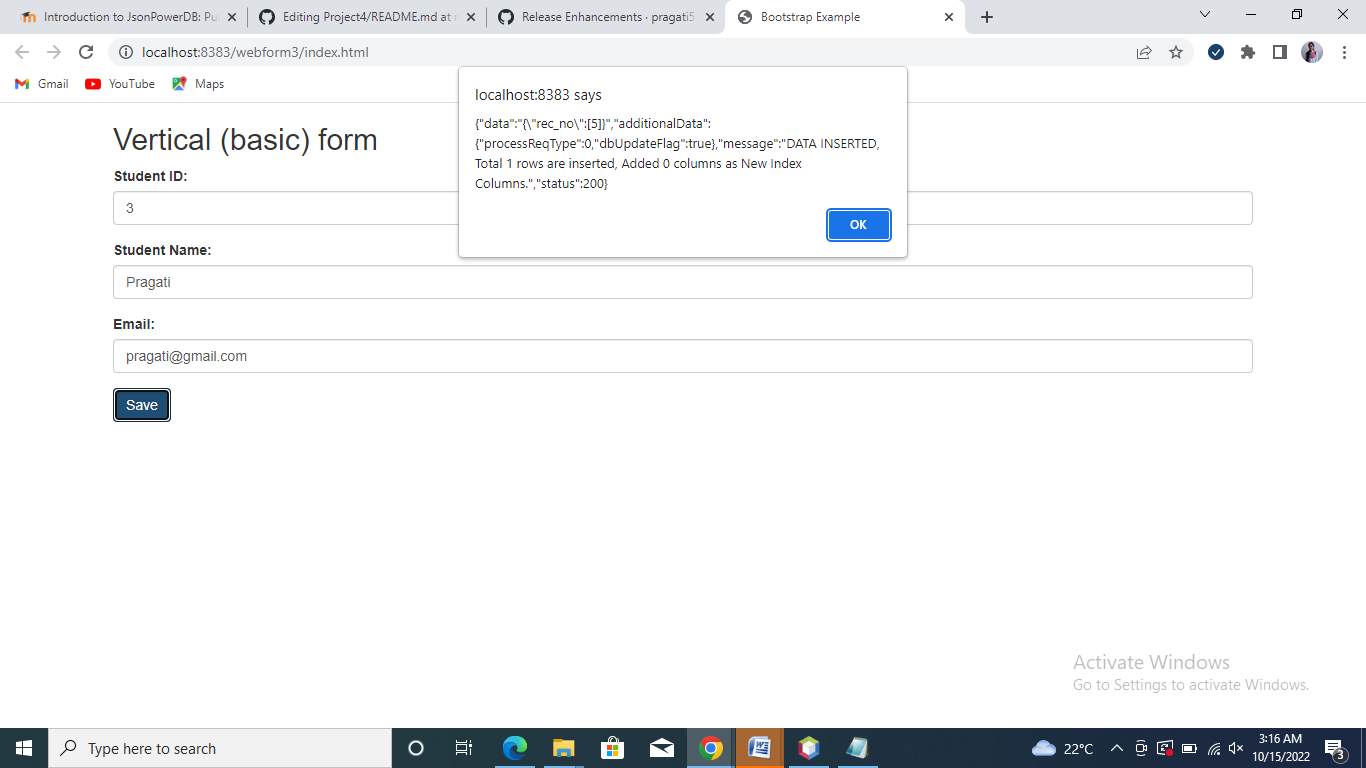 Introduction to JsonPowerDB: Pu
Editing Project4/README.md at
Release Enhancements · pragati5
Bootstrap Example
localhost:8383/webform3/index.html
Gmail
YouTube
Maps
localhost:8383 says
{"data":"{\"rec_no\":[5]}","additionalData":
{"processReqType":0,"dbUpdateFlag":true},"message":"DATA INSERTED,
Total 1 rows are inserted, Added 0 columns as New Index
Columns.","status":200}
OK
Vertical (basic) form
Student ID:
3
Student Name:
Pragati
Email:
pragati@gmail.com
Save
Activate Windows
Go to Settings to activate Windows.
Type here to search
22°C
3:16 AM
10/15/2022
3